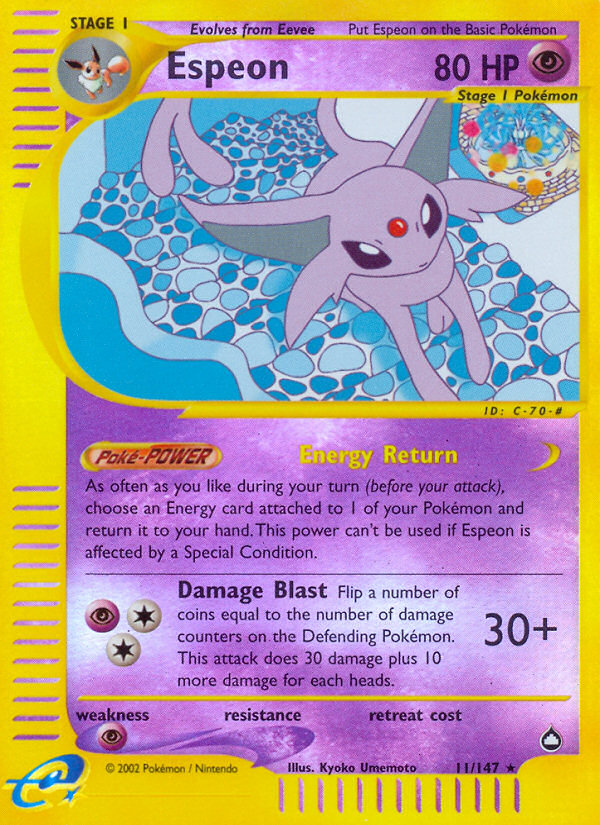 STAGE 1
Evolves from Eevee Put Espeon on the Basic Pokémon
Espeon 80 HP
Stage 1 Pokémon
ID: C-70-#
Poké-POWER Energy Return
As often as you like during your turn (before your attack),
choose an Energy card attached to 1 of your Pokémon and
return it to your hand. This power can't be used if Espeon is
affected by a Special Condition.
Damage Blast Flip a number of
coins equal to the number of damage
counters on the Defending Pokémon.
This attack does 30 damage plus 10
more damage for each heads.
30+
weakness resistance retreat cost
e
© 2002 Pokémon / Nintendo Illus. Kyoko Umemoto 11/147 ★